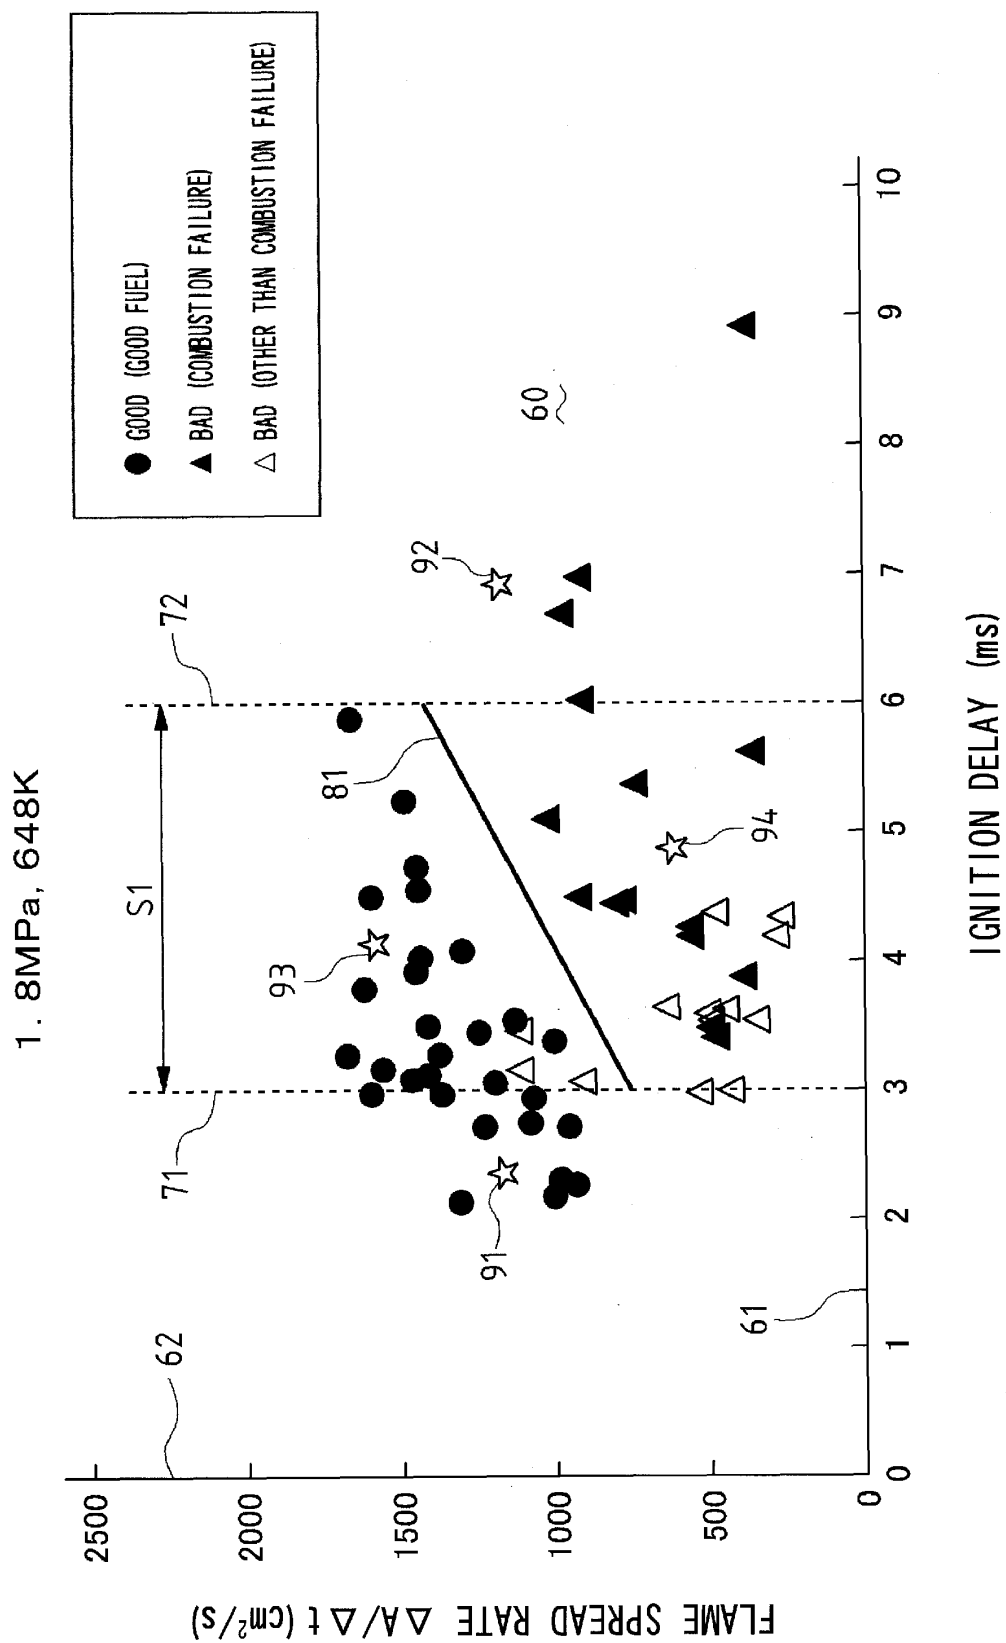 1. 8MPa, 648K
● GOOD (GOOD FUEL)
▲ BAD (COMBUSTION FAILURE)
△ BAD (OTHER THAN COMBUSTION FAILURE)
S1
62
71
72
81
91
92
93
94
60
61
2500
2000
1500
1000
500
0
0 1 2 3 4 5 6 7 8 9 10
FLAME SPREAD RATE △A/△t (cm²/s)
IGNITION DELAY (ms)